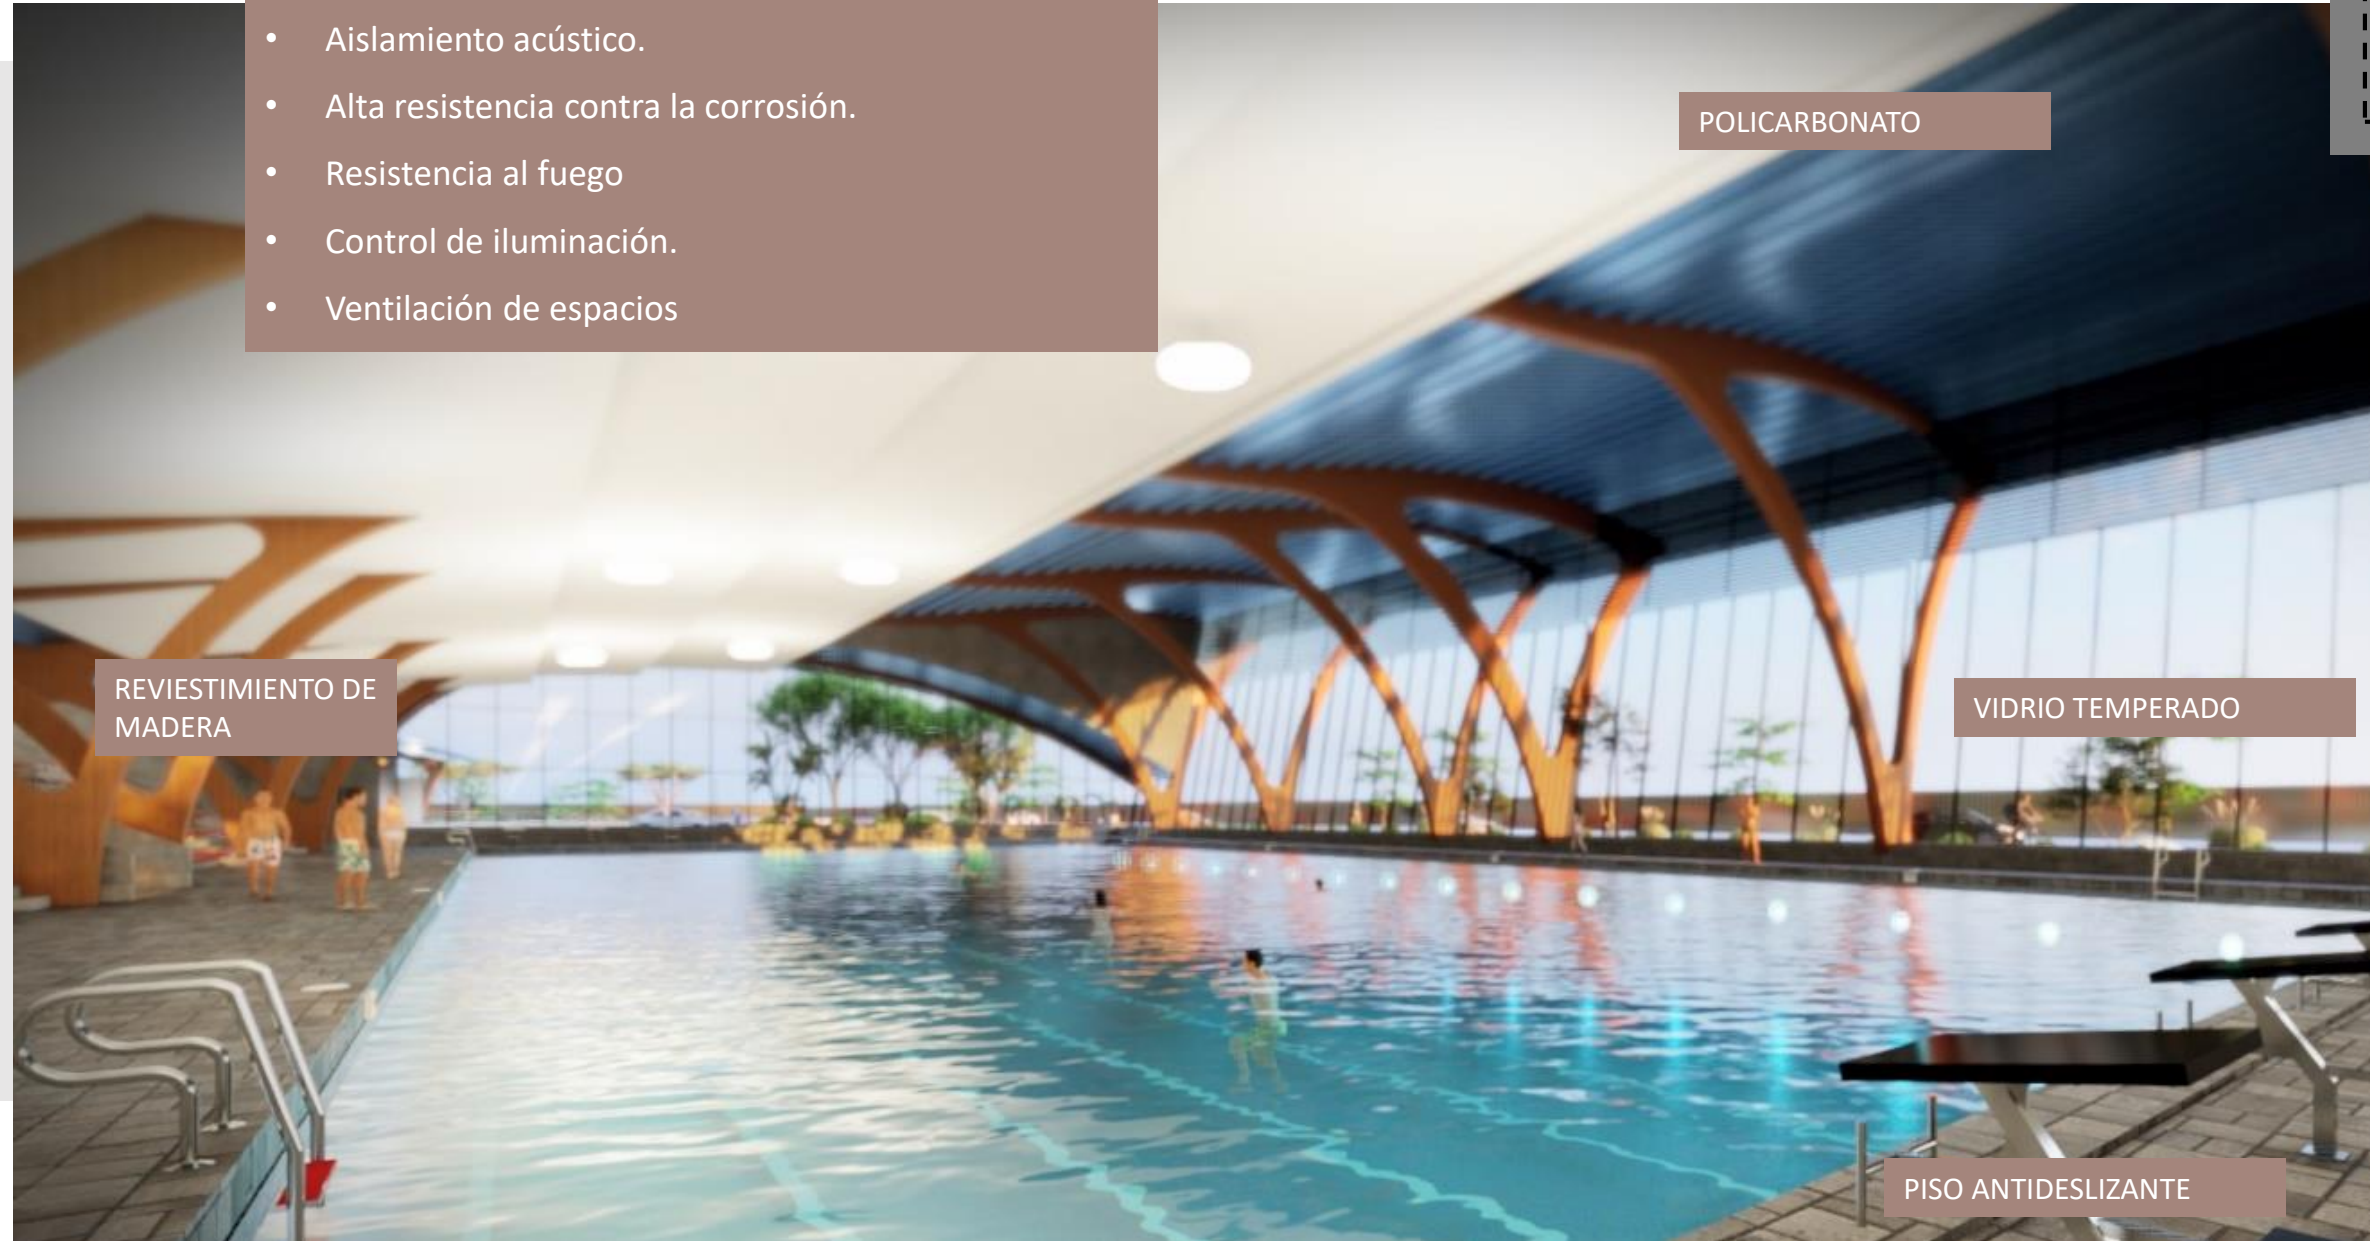 • Aislamiento acústico.
• Alta resistencia contra la corrosión.
• Resistencia al fuego
• Control de iluminación.
• Ventilación de espacios
POLICARBONATO
REVIESTIMIENTO DE
MADERA
VIDRIO TEMPERADO
PISO ANTIDESLIZANTE